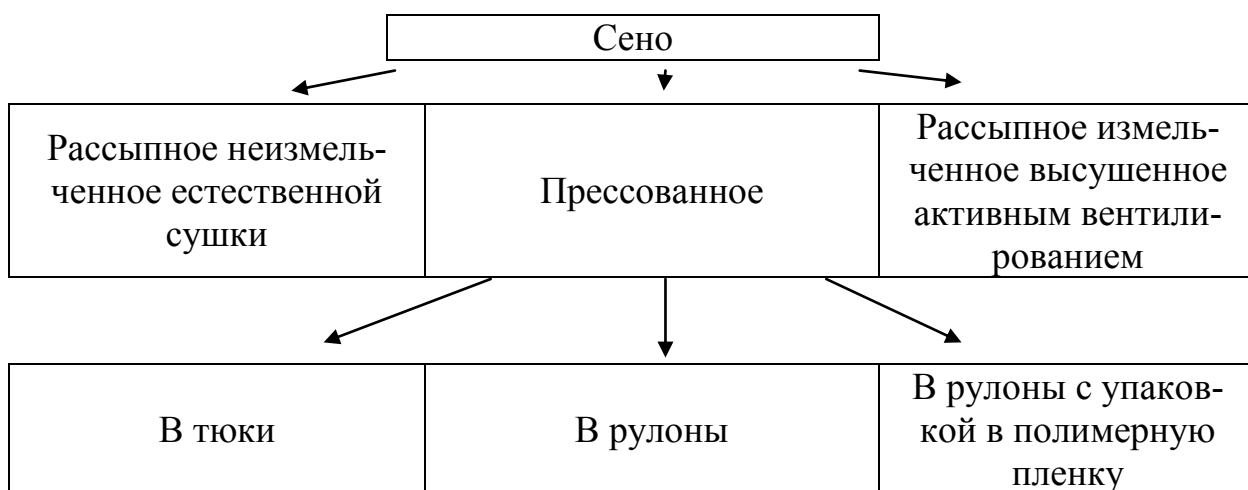 Сено
Рассыпное неизмель-
ченное естественной
сушки
Прессованное
Рассыпное измель-
ченное высушенное
активным вентили-
рованием
В тюки
В рулоны
В рулоны с упаков-
кой в полимерную
пленку